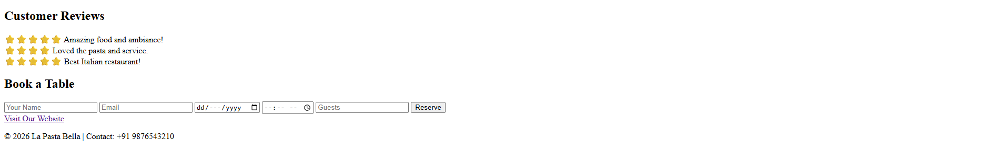 Customer Reviews
⭐⭐⭐⭐⭐ Amazing food and ambiance!
⭐⭐⭐⭐ Loved the pasta and service.
⭐⭐⭐⭐⭐ Best Italian restaurant!
Book a Table
Your Name Email dd/---/yyyy --:-- -- Guests Reserve
Visit Our Website
© 2026 La Pasta Bella | Contact: +91 9876543210